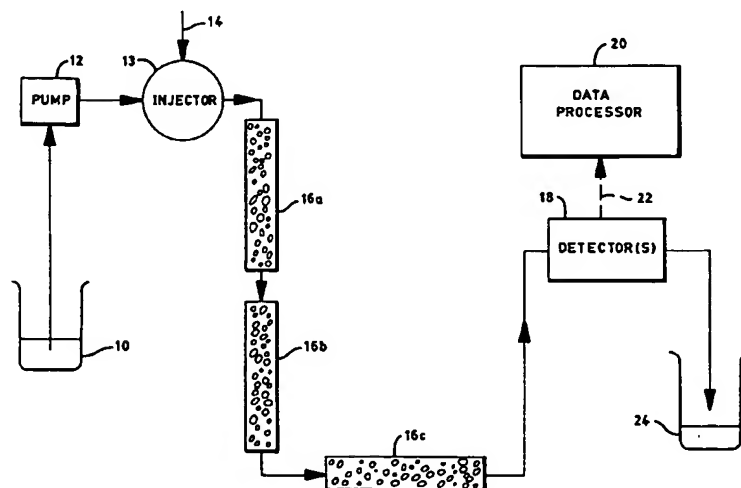 14
12
13
20
PUMP
INJECTOR
DATA
PROCESSOR
16a
18
22
DETECTOR(S)
10
16b
16c
24